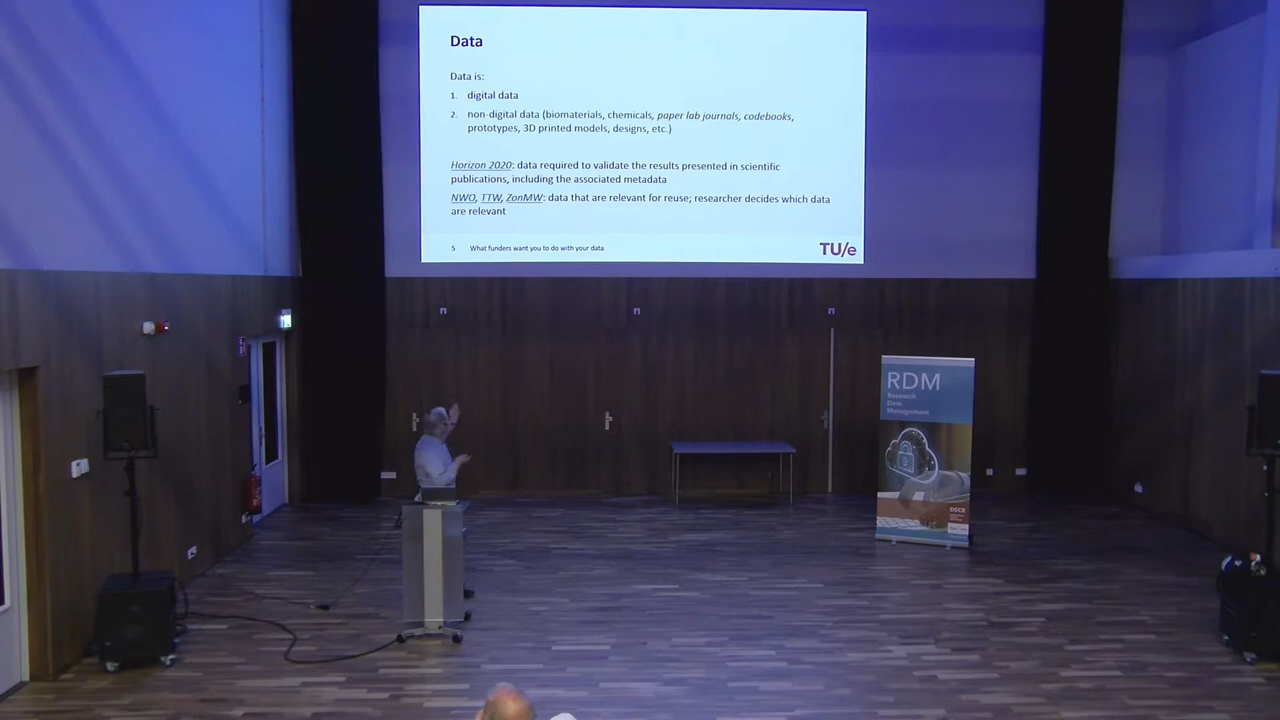 Data
Data is:
1. digital data
2. non-digital data (biomaterials, chemicals, paper lab journals, codebooks,
prototypes, 3D printed models, designs, etc.)
Horizon 2020: data required to validate the results presented in scientific
publications, including the associated metadata
NWO, TTW, ZonMW: data that are relevant for reuse; researcher decides which data
are relevant
5 What funders want you to do with your data
TU/e
RDM
Research
Data
Management
DSCE